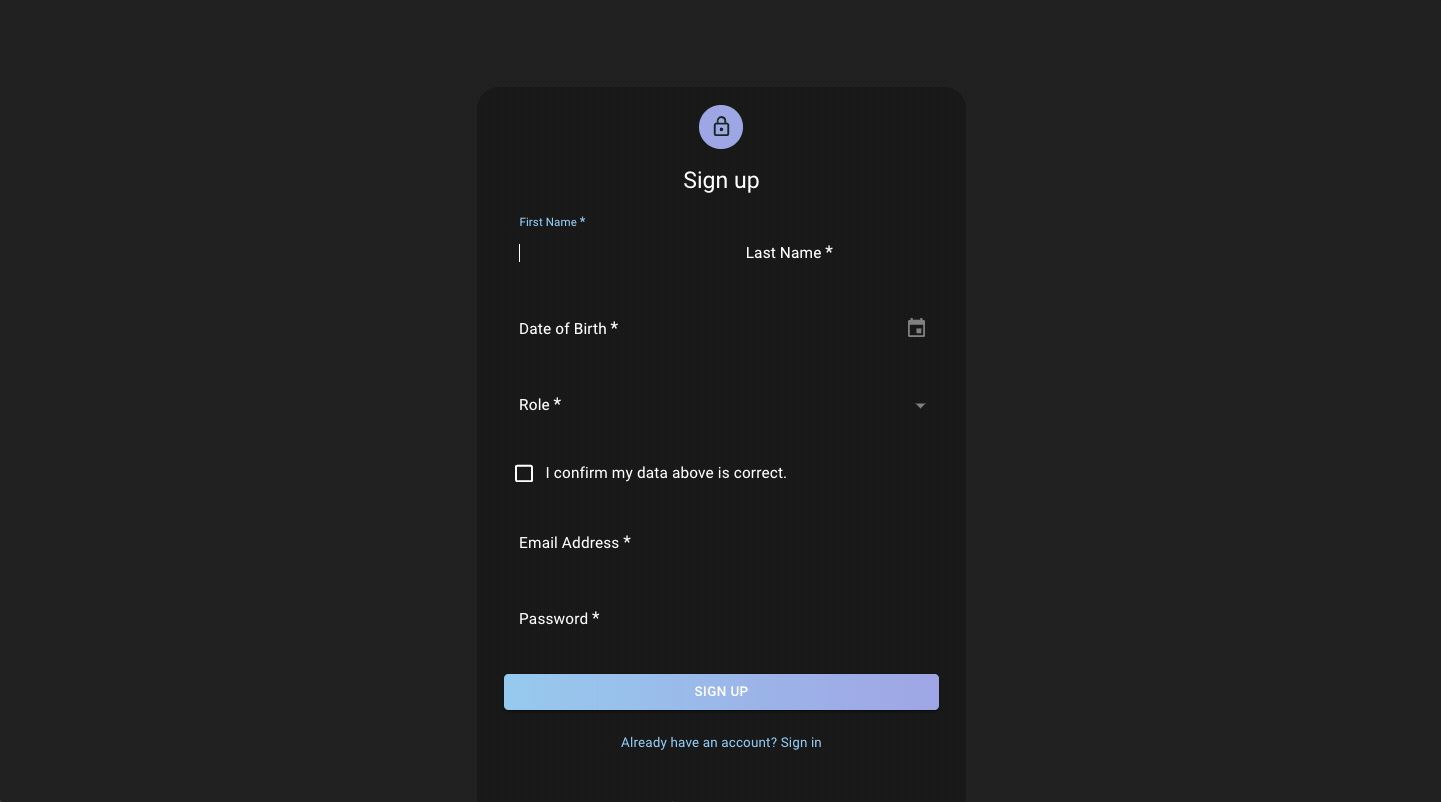 Sign up
First Name *
Last Name *
Date of Birth *
Role *
I confirm my data above is correct.
Email Address *
Password *
SIGN UP
Already have an account? Sign in